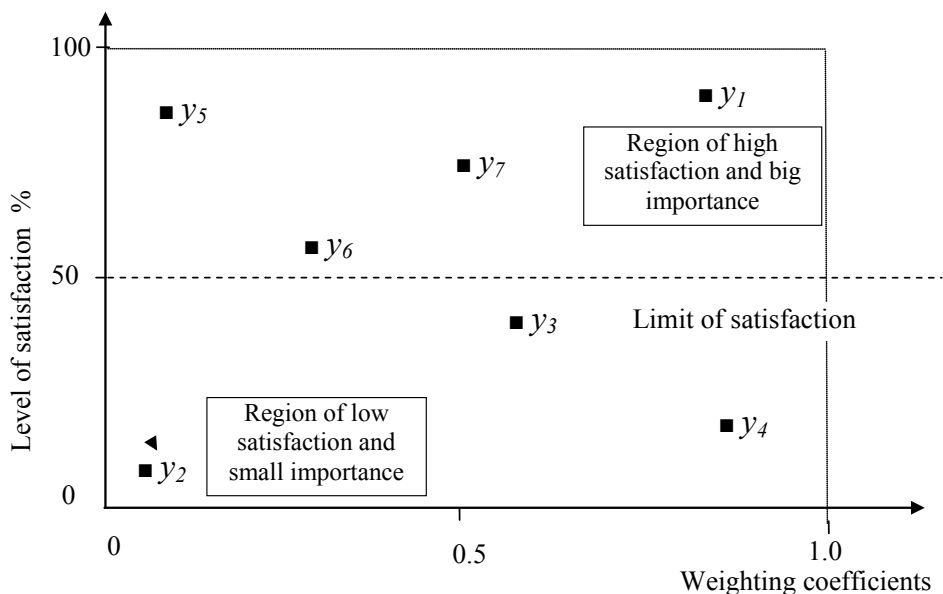 100
y5
y1
Region of high
satisfaction and big
importance
y7
y6
50
y3
Limit of satisfaction
Level of satisfaction %
Region of low
satisfaction and
small importance
y4
y2
0
0
0.5
1.0
Weighting coefficients